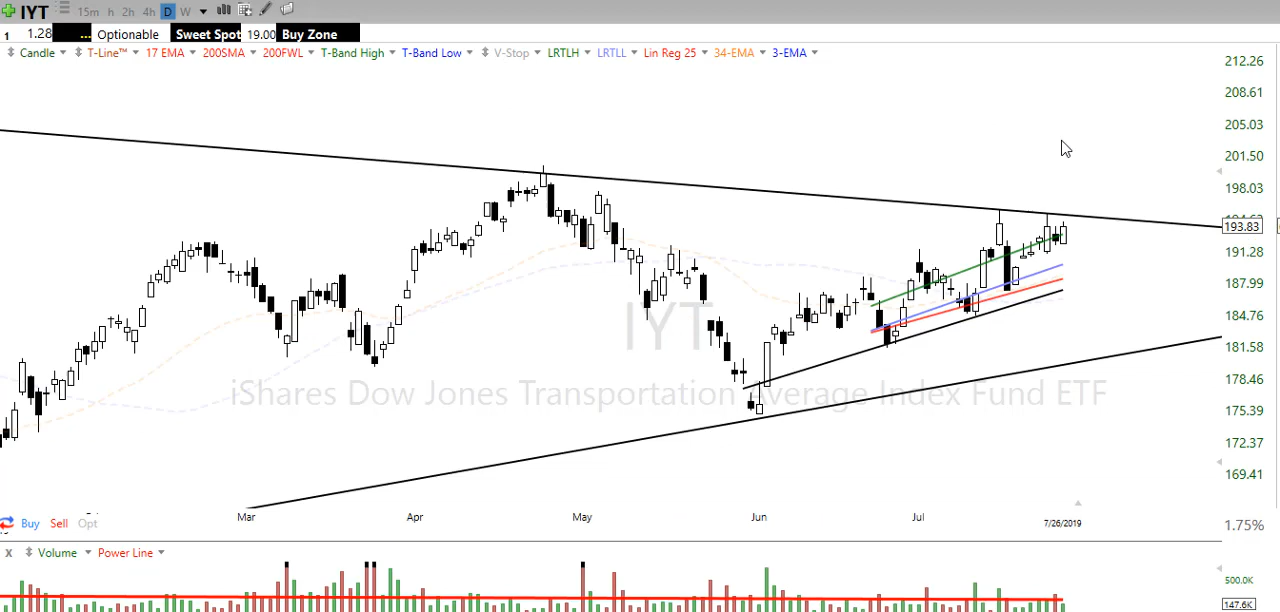 IYT 15m h 2h 4h D W
1 1.28 ... Optionable Sweet Spot 19.00 Buy Zone
Candle T-Line™ 17 EMA 200SMA 200FWL T-Band High T-Band Low V-Stop LRTLH LRTLL Lin Reg 25 34-EMA 3-EMA
212.26
208.61
205.03
201.50
198.03
193.83
191.28
187.99
184.76
181.58
178.46
175.39
172.37
169.41
IYT
iShares Dow Jones Transportation Average Index Fund ETF
Mar Apr May Jun Jul 7/26/2019
Buy Sell Opt 1.75%
X Volume Power Line
500.0K
147.6K